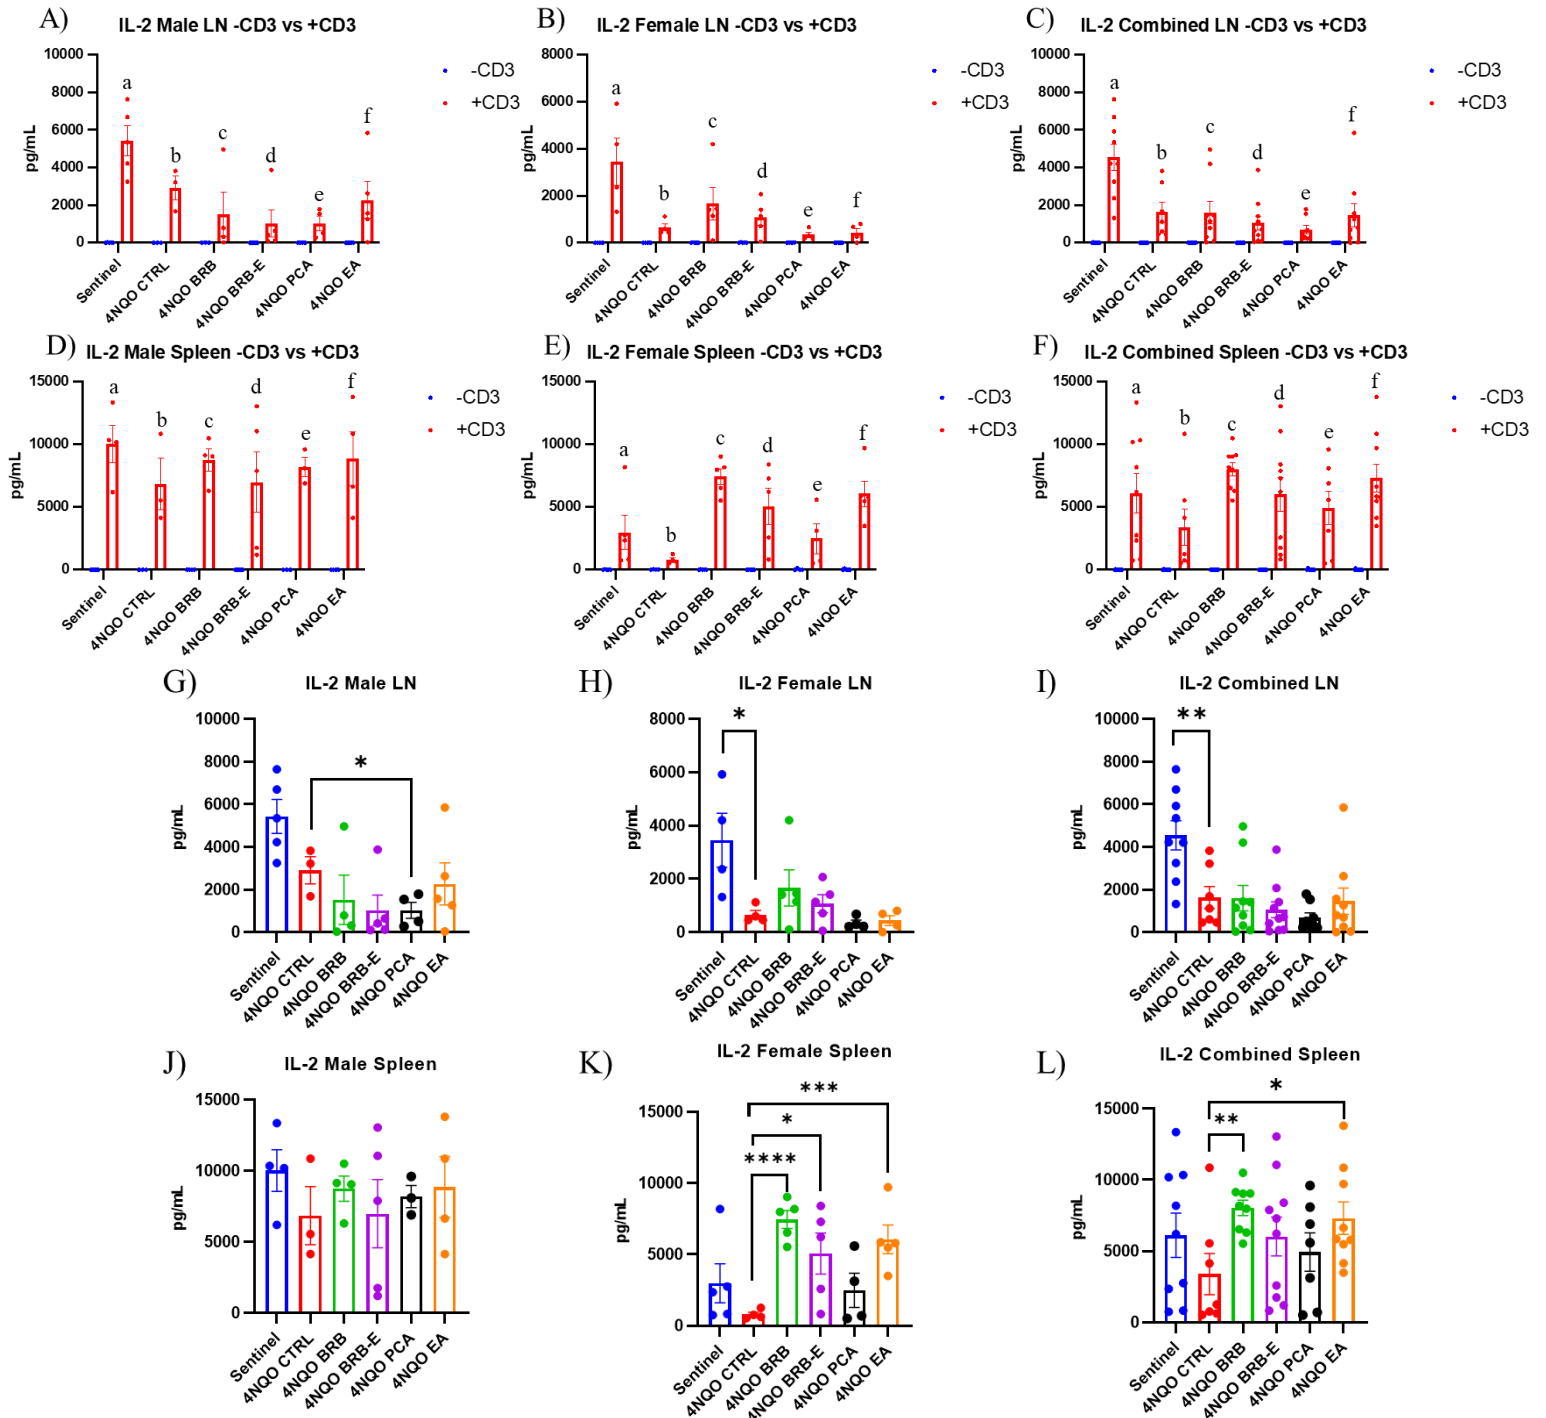 A) IL-2 Male LN -CD3 vs +CD3
pg/mL
10000
8000
6000
4000
2000
0
a
b
c
d
e
f
-CD3
+CD3
Sentinel
4NQO CTRL
4NQO BRB
4NQO BRB-E
4NQO PCA
4NQO EA
B) IL-2 Female LN -CD3 vs +CD3
pg/mL
8000
6000
4000
2000
0
a
b
c
d
e
f
-CD3
+CD3
Sentinel
4NQO CTRL
4NQO BRB
4NQO BRB-E
4NQO PCA
4NQO EA
C) IL-2 Combined LN -CD3 vs +CD3
pg/mL
10000
8000
6000
4000
2000
0
a
b
c
d
e
f
-CD3
+CD3
Sentinel
4NQO CTRL
4NQO BRB
4NQO BRB-E
4NQO PCA
4NQO EA
D) IL-2 Male Spleen -CD3 vs +CD3
pg/mL
15000
10000
5000
0
a
b
c
d
e
f
-CD3
+CD3
Sentinel
4NQO CTRL
4NQO BRB
4NQO BRB-E
4NQO PCA
4NQO EA
E) IL-2 Female Spleen -CD3 vs +CD3
pg/mL
15000
10000
5000
0
a
b
c
d
e
f
-CD3
+CD3
Sentinel
4NQO CTRL
4NQO BRB
4NQO BRB-E
4NQO PCA
4NQO EA
F) IL-2 Combined Spleen -CD3 vs +CD3
pg/mL
15000
10000
5000
0
a
b
c
d
e
f
-CD3
+CD3
Sentinel
4NQO CTRL
4NQO BRB
4NQO BRB-E
4NQO PCA
4NQO EA
G) IL-2 Male LN
pg/mL
10000
8000
6000
4000
2000
0
*
Sentinel
4NQO CTRL
4NQO BRB
4NQO BRB-E
4NQO PCA
4NQO EA
H) IL-2 Female LN
pg/mL
8000
6000
4000
2000
0
*
Sentinel
4NQO CTRL
4NQO BRB
4NQO BRB-E
4NQO PCA
4NQO EA
I) IL-2 Combined LN
pg/mL
10000
8000
6000
4000
2000
0
**
Sentinel
4NQO CTRL
4NQO BRB
4NQO BRB-E
4NQO PCA
4NQO EA
J) IL-2 Male Spleen
pg/mL
15000
10000
5000
0
Sentinel
4NQO CTRL
4NQO BRB
4NQO BRB-E
4NQO PCA
4NQO EA
K) IL-2 Female Spleen
pg/mL
15000
10000
5000
0
***
*
****
Sentinel
4NQO CTRL
4NQO BRB
4NQO BRB-E
4NQO PCA
4NQO EA
L) IL-2 Combined Spleen
pg/mL
15000
10000
5000
0
*
**
Sentinel
4NQO CTRL
4NQO BRB
4NQO BRB-E
4NQO PCA
4NQO EA